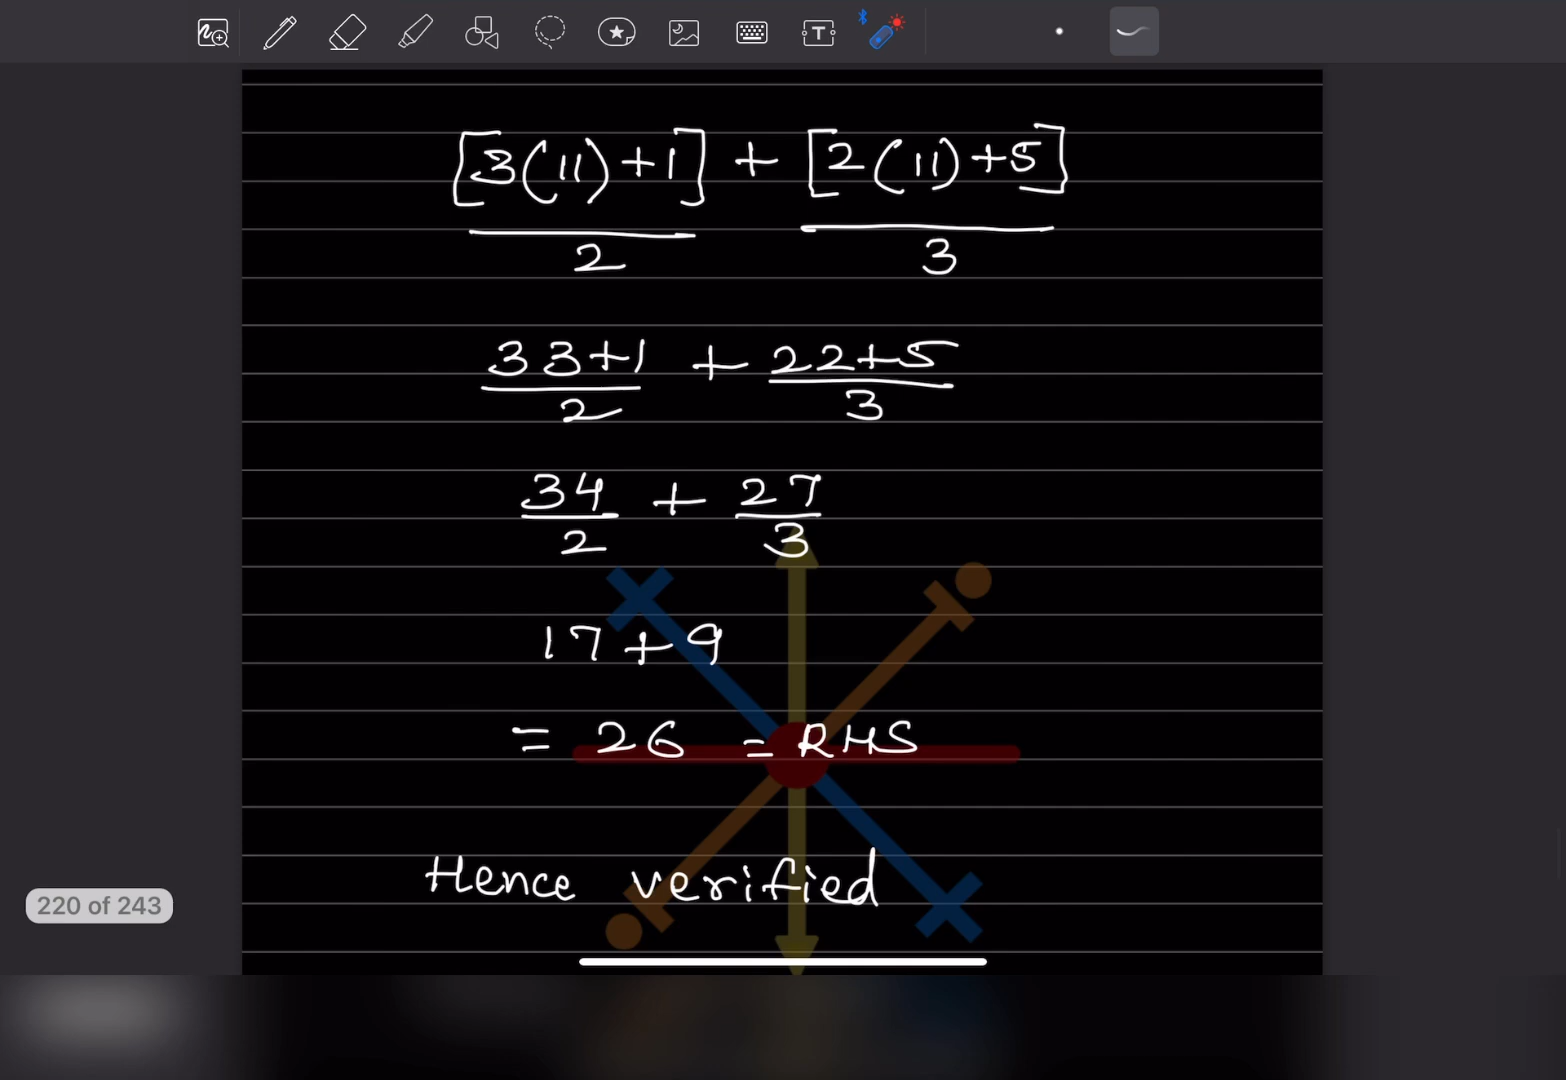 [3(11)+1] + [2(11)+5]
2 3
33+1 + 22+5
2 3
34 + 27
2 3
17+9
= 26 = RHS
Hence verified
220 of 243